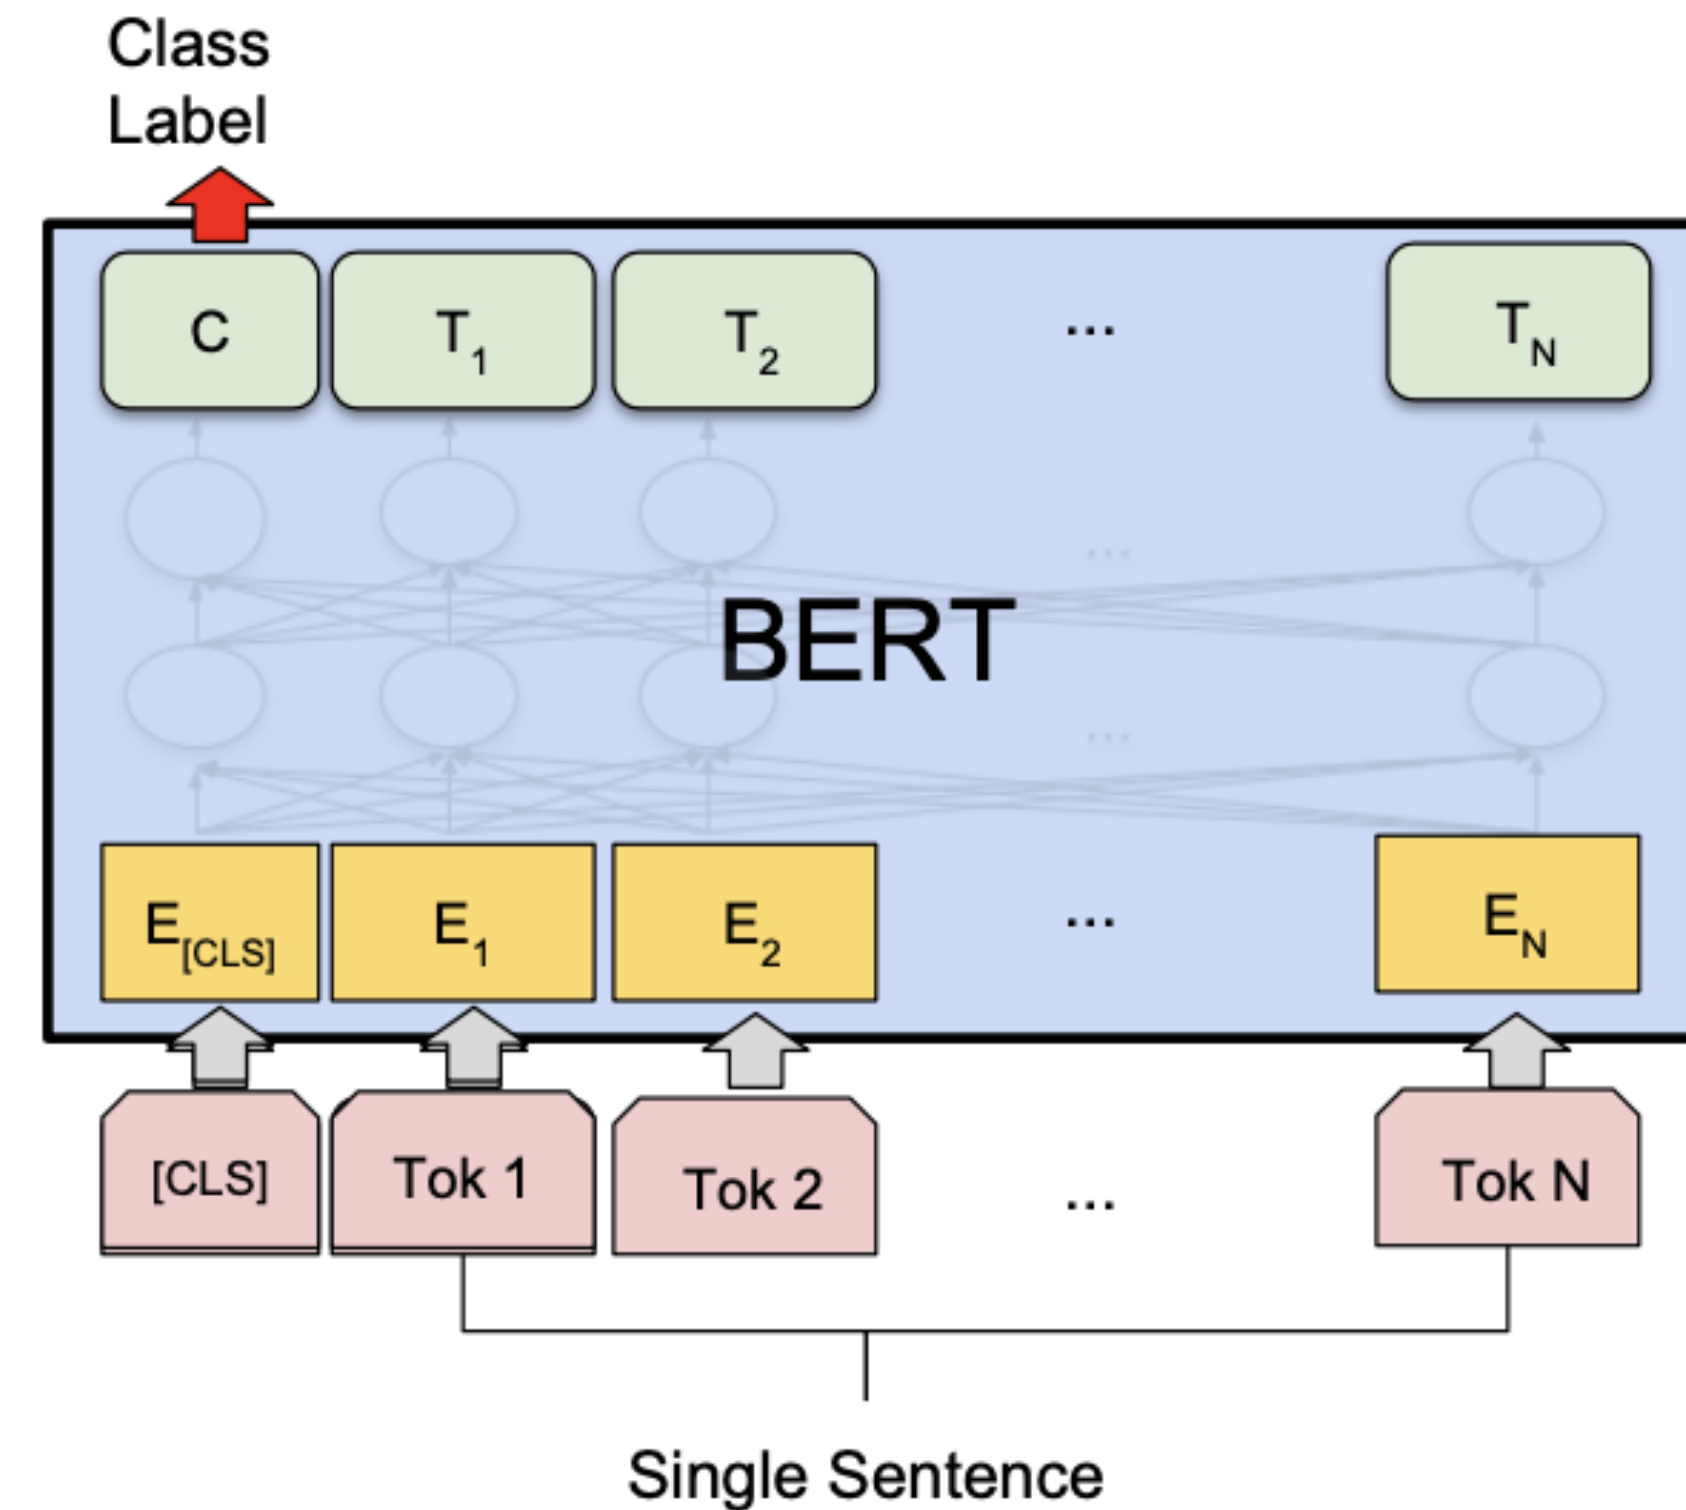 Class
Label
C T1 T2 ... TN
...
BERT
...
E[CLS] E1 E2 ... EN
[CLS] Tok 1 Tok 2 ... Tok N
Single Sentence